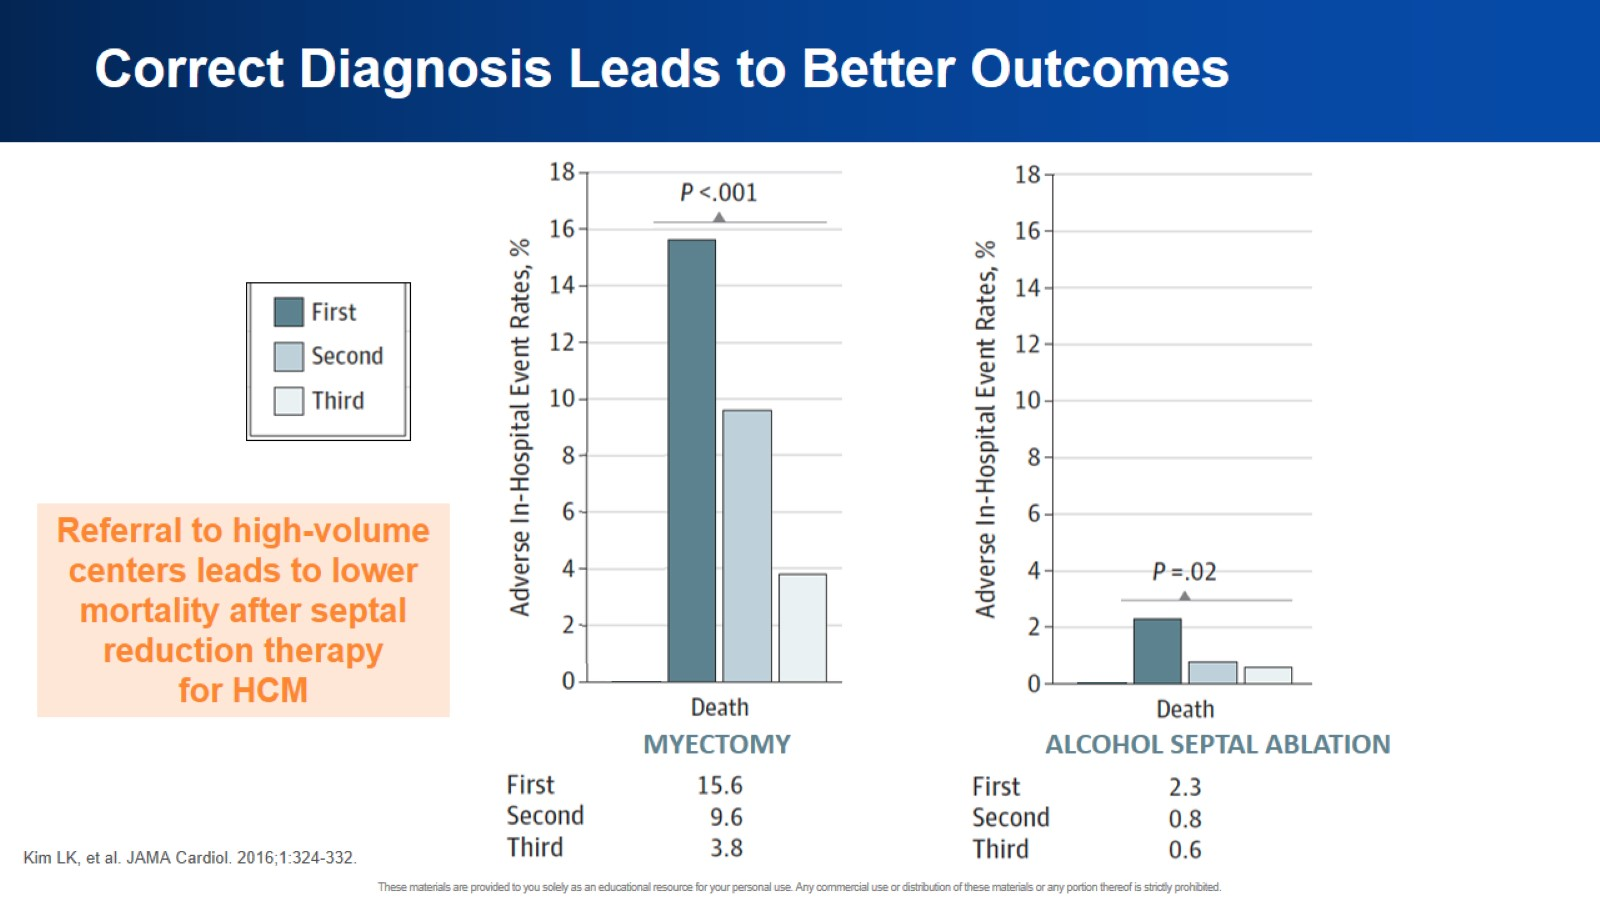 Correct Diagnosis Leads to Better Outcomes
First
Second
Third
Referral to high-volume
centers leads to lower
mortality after septal
reduction therapy
for HCM
Adverse In-Hospital Event Rates, %
18
16
14
12
10
8
6
4
2
0
P <.001
Death
MYECTOMY
First 15.6
Second 9.6
Third 3.8
Adverse In-Hospital Event Rates, %
18
16
14
12
10
8
6
4
2
0
P =.02
Death
ALCOHOL SEPTAL ABLATION
First 2.3
Second 0.8
Third 0.6
Kim LK, et al. JAMA Cardiol. 2016;1:324-332.
These materials are provided to you solely as an educational resource for your personal use. Any commercial use or distribution of these materials or any portion thereof is strictly prohibited.